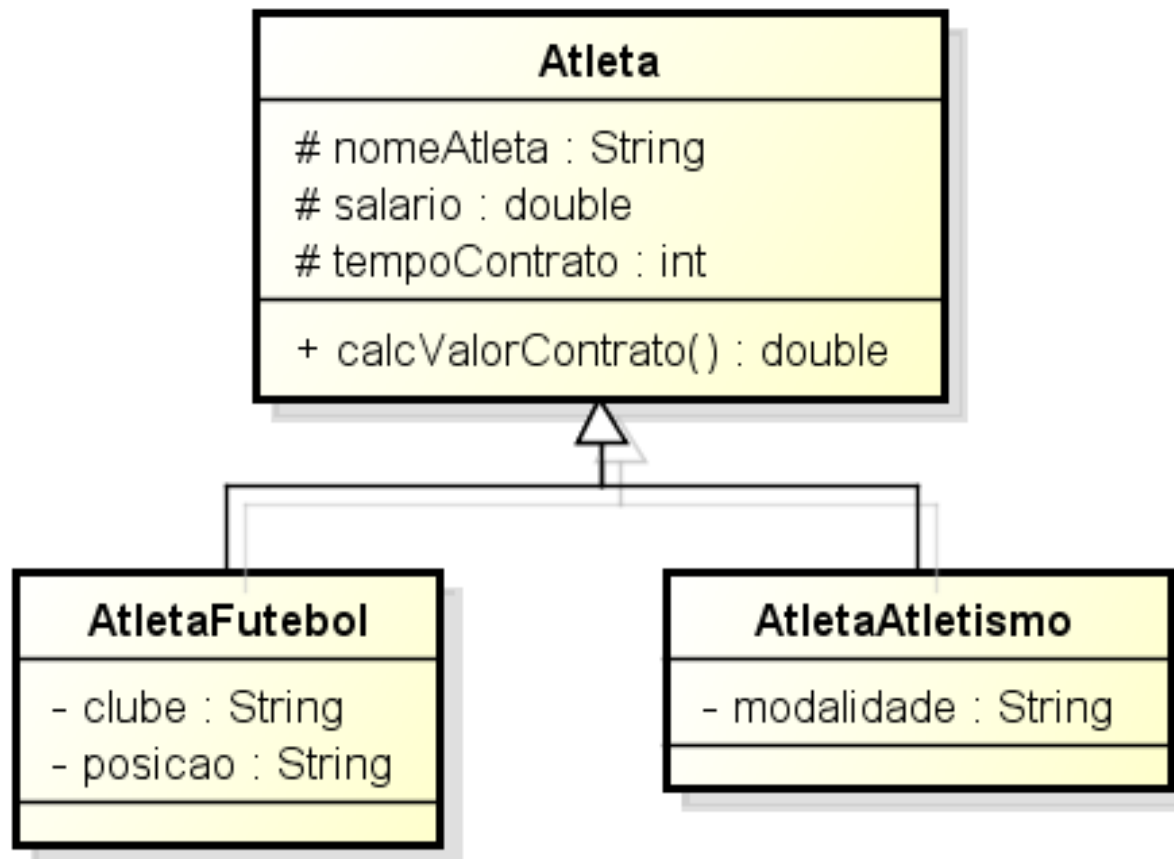 Atleta
# nomeAtleta : String
# salario : double
# tempoContrato : int
+ calcValorContrato() : double
AtletaFutebol
- clube : String
- posicao : String
AtletaAtletismo
- modalidade : String